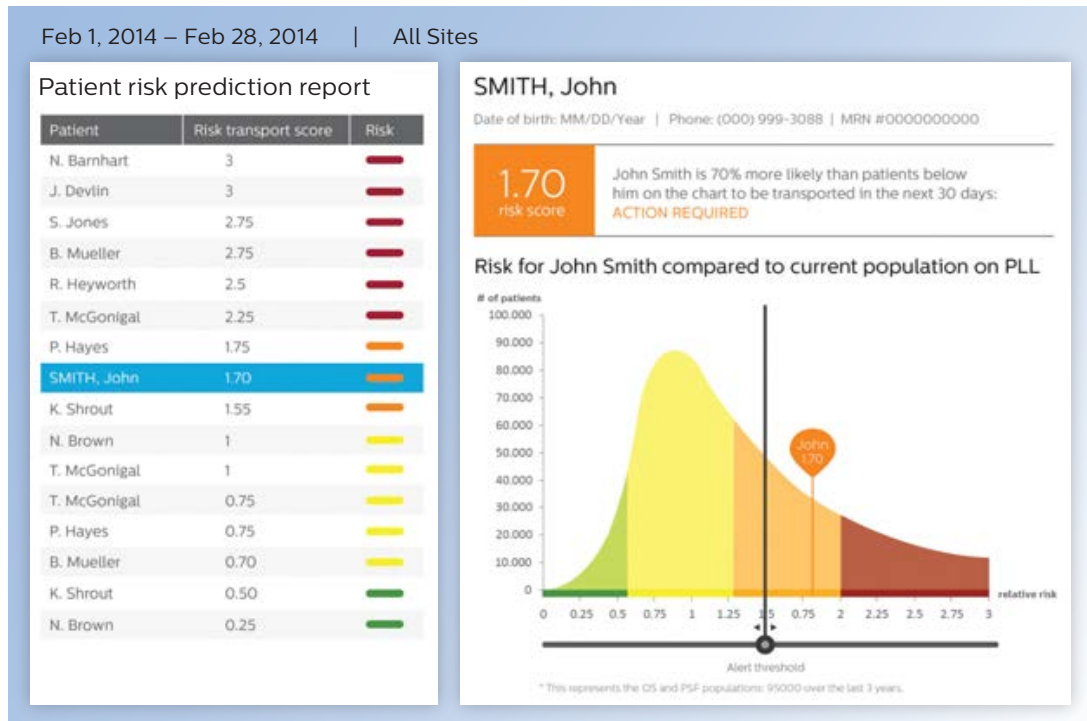 Feb 1, 2014 – Feb 28, 2014 | All Sites
Patient risk prediction report
Patient Risk transport score Risk
N. Barnhart 3
J. Devlin 3
S. Jones 2.75
B. Mueller 2.75
R. Heyworth 2.5
T. McGonigal 2.25
P. Hayes 1.75
SMITH, John 1.70
K. Shrout 1.55
N. Brown 1
T. McGonigal 1
T. McGonigal 0.75
P. Hayes 0.75
B. Mueller 0.70
K. Shrout 0.50
N. Brown 0.25
SMITH, John
Date of birth: MM/DD/Year | Phone: (000) 999-3088 | MRN #0000000000
1.70
risk score
John Smith is 70% more likely than patients below
him on the chart to be transported in the next 30 days:
ACTION REQUIRED
Risk for John Smith compared to current population on PLL
# of patients
100.000
90.000
80.000
70.000
60.000
50.000
40.000
30.000
20.000
10.000
0
John
1.70
relative risk
0 0.25 0.5 0.75 1 1.25 1.5 0.75 2 2.25 2.5 2.75 3
Alert threshold
* This represents the OS and PSF populations: 95000 over the last 3 years.